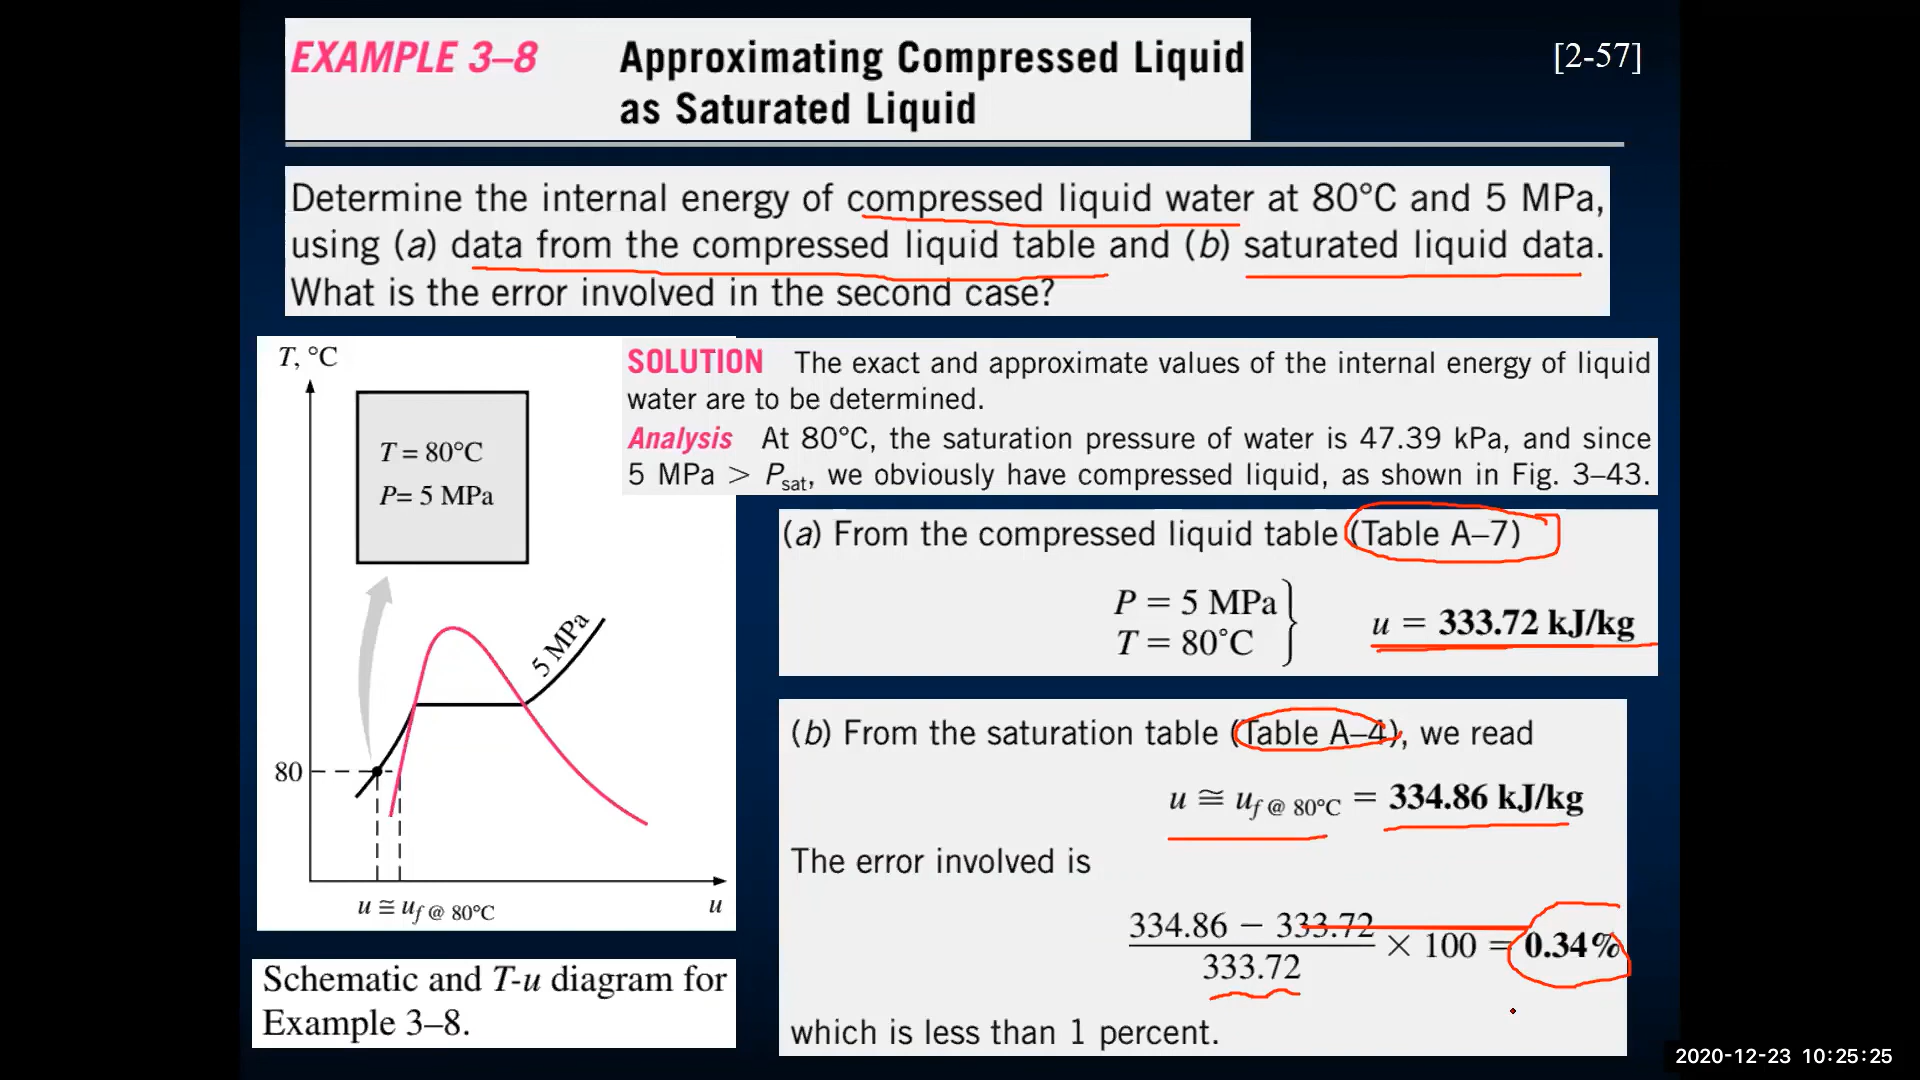 EXAMPLE 3–8 Approximating Compressed Liquid
as Saturated Liquid
[2-57]
Determine the internal energy of compressed liquid water at 80°C and 5 MPa,
using (a) data from the compressed liquid table and (b) saturated liquid data.
What is the error involved in the second case?
T, °C
T = 80°C
P= 5 MPa
5 MPa
80
u ≅ uf @ 80°C
u
Schematic and T-u diagram for
Example 3–8.
SOLUTION The exact and approximate values of the internal energy of liquid
water are to be determined.
Analysis At 80°C, the saturation pressure of water is 47.39 kPa, and since
5 MPa > Psat, we obviously have compressed liquid, as shown in Fig. 3–43.
(a) From the compressed liquid table (Table A–7)
P = 5 MPa
T = 80°C } u = 333.72 kJ/kg
(b) From the saturation table (Table A–4), we read
u ≅ uf @ 80°C = 334.86 kJ/kg
The error involved is
334.86 − 333.72
333.72 × 100 = 0.34%
which is less than 1 percent.
2020-12-23 10:25:25